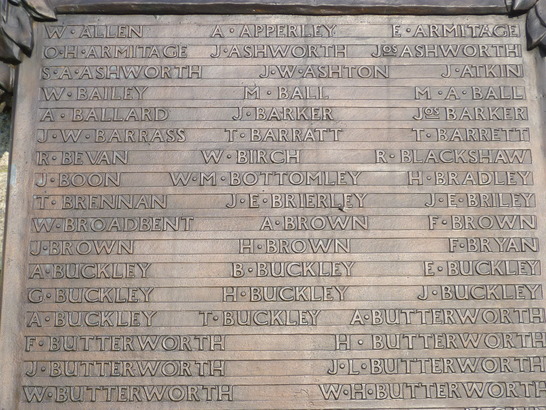 W·ALLEN A·APPERLEY E·ARMITAGE
O·H·ARMITAGE J·ASHWORTH Jos ASHWORTH
S·A·ASHWORTH J·W·ASHTON J·ATKIN
W·BAILEY M·BALL M·A·BALL
A·BALLARD J·BARKER Jos BARKER
J·W·BARRASS T·BARRATT T·BARRETT
R·BEVAN W·BIRCH R·BLACKSHAW
J·BOON W·M·BOTTOMLEY H·BRADLEY
T·BRENNAN J·E·BRIERLEY J·E·BRILEY
W·BROADBENT A·BROWN F·BROWN
J·BROWN H·BROWN F·BRYAN
A·BUCKLEY B·BUCKLEY E·BUCKLEY
G·BUCKLEY H·BUCKLEY J·BUCKLEY
A·BUCKLEY T·BUCKLEY A·BUTTERWORTH
F·BUTTERWORTH H·BUTTERWORTH
J·BUTTERWORTH J·L·BUTTERWORTH
W·BUTTERWORTH W·H·BUTTERWORTH